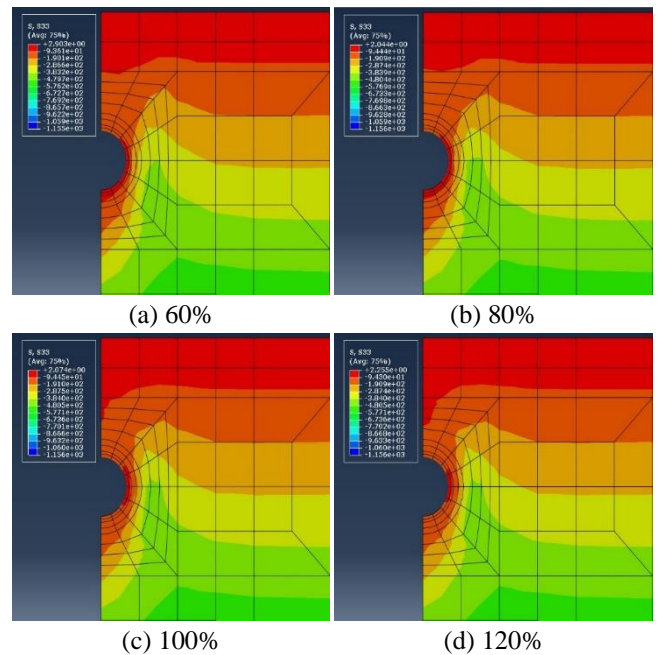 S, S33
(Avg: 75%)
+2.903e+00
-9.361e+01
-1.901e+02
-2.866e+02
-3.832e+02
-4.797e+02
-5.762e+02
-6.727e+02
-7.692e+02
-8.657e+02
-9.622e+02
-1.059e+03
-1.155e+03
S, S33
(Avg: 75%)
+2.044e+00
-9.444e+01
-1.909e+02
-2.874e+02
-3.839e+02
-4.804e+02
-5.769e+02
-6.733e+02
-7.698e+02
-8.663e+02
-9.628e+02
-1.059e+03
-1.156e+03
(a) 60%
(b) 80%
S, S33
(Avg: 75%)
+2.074e+00
-9.445e+01
-1.910e+02
-2.875e+02
-3.840e+02
-4.805e+02
-5.771e+02
-6.736e+02
-7.701e+02
-8.666e+02
-9.632e+02
-1.060e+03
-1.156e+03
S, S33
(Avg: 75%)
+2.255e+00
-9.430e+01
-1.909e+02
-2.874e+02
-3.840e+02
-4.805e+02
-5.771e+02
-6.736e+02
-7.702e+02
-8.668e+02
-9.633e+02
-1.060e+03
-1.156e+03
(c) 100%
(d) 120%